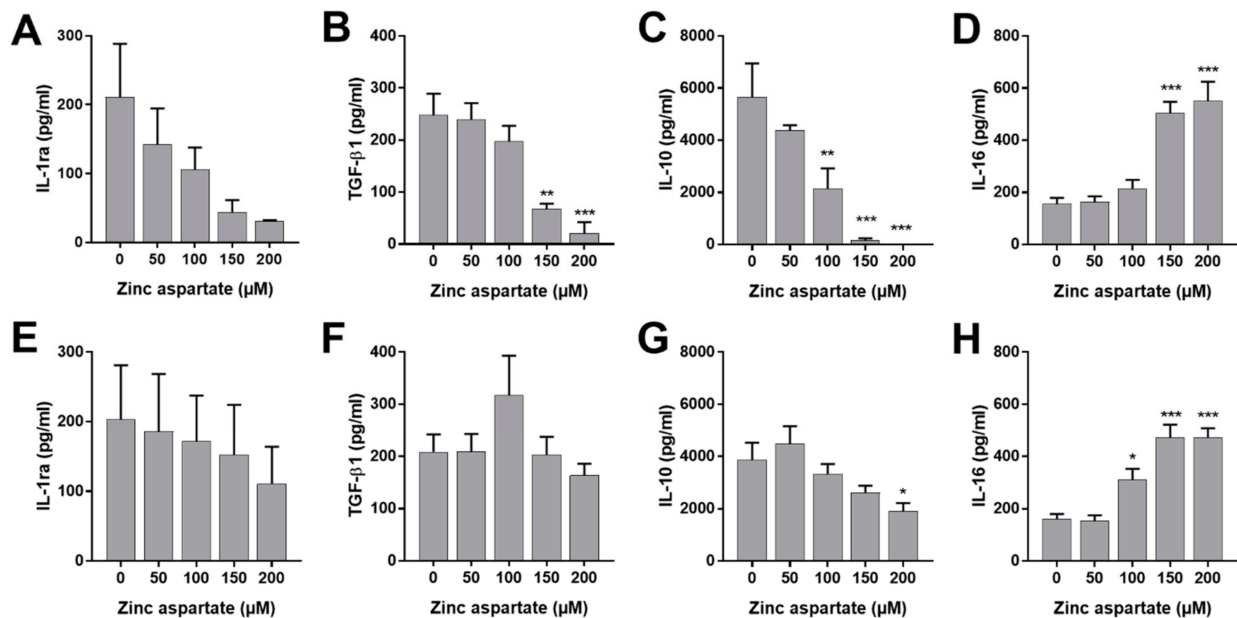 A
IL-1ra (pg/ml)
300
200
100
0
0 50 100 150 200
Zinc aspartate (µM)
B
TGF-β1 (pg/ml)
400
300
200
100
0
** ***
0 50 100 150 200
Zinc aspartate (µM)
C
IL-10 (pg/ml)
8000
6000
4000
2000
0
** *** ***
0 50 100 150 200
Zinc aspartate (µM)
D
IL-16 (pg/ml)
800
600
400
200
0
*** ***
0 50 100 150 200
Zinc aspartate (µM)
E
IL-1ra (pg/ml)
300
200
100
0
0 50 100 150 200
Zinc aspartate (µM)
F
TGF-β1 (pg/ml)
400
300
200
100
0
0 50 100 150 200
Zinc aspartate (µM)
G
IL-10 (pg/ml)
8000
6000
4000
2000
0
*
0 50 100 150 200
Zinc aspartate (µM)
H
IL-16 (pg/ml)
800
600
400
200
0
* *** ***
0 50 100 150 200
Zinc aspartate (µM)